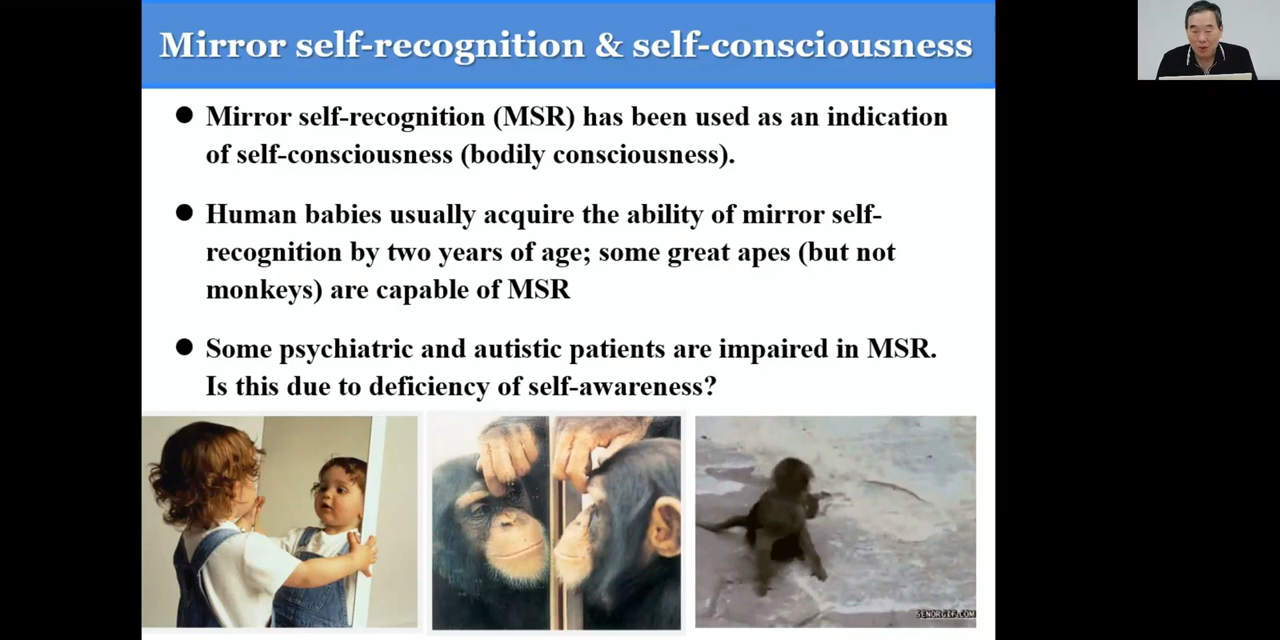 Mirror self-recognition & self-consciousness
● Mirror self-recognition (MSR) has been used as an indication
of self-consciousness (bodily consciousness).
● Human babies usually acquire the ability of mirror self-
recognition by two years of age; some great apes (but not
monkeys) are capable of MSR
● Some psychiatric and autistic patients are impaired in MSR.
Is this due to deficiency of self-awareness?
SENORGIF.COM